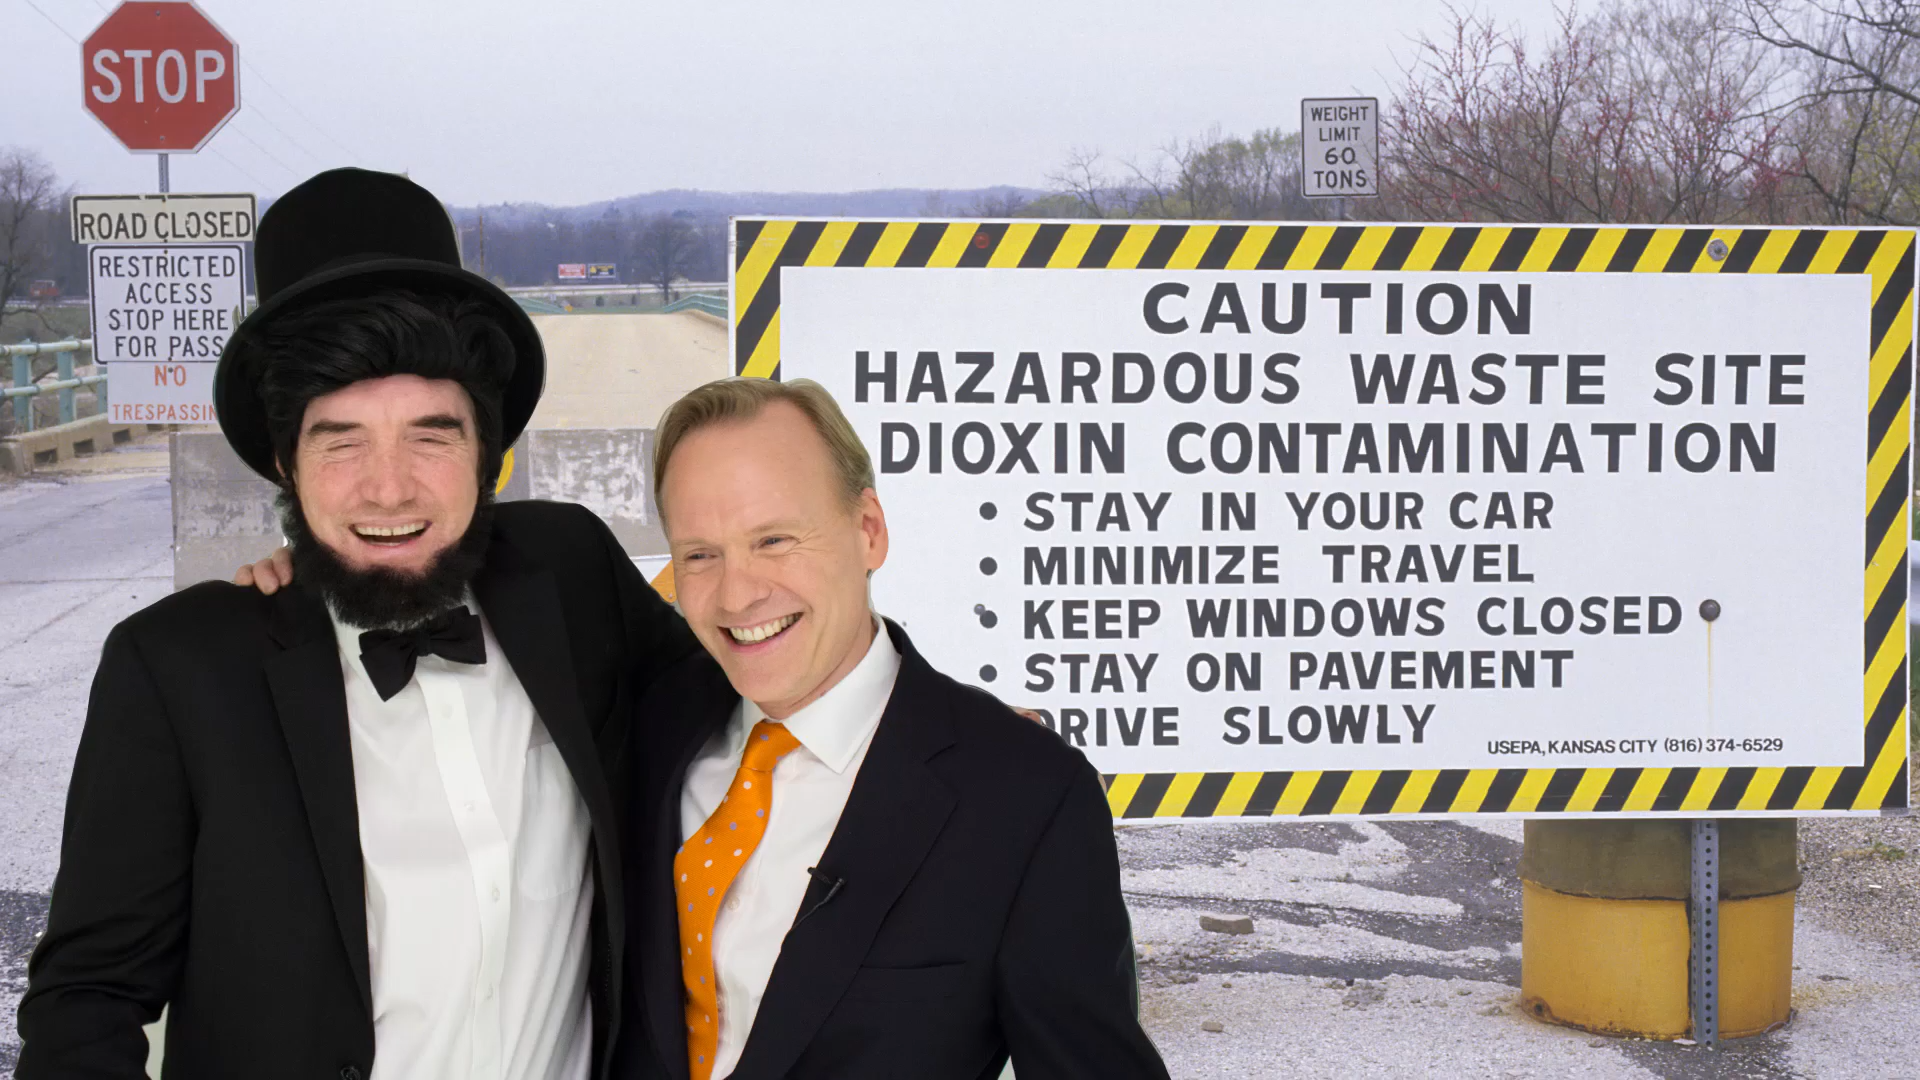 STOP
ROAD CLOSED
RESTRICTED
ACCESS
STOP HERE
FOR PASS
NO
TRESPASSIN
WEIGHT
LIMIT
60
TONS
CAUTION
HAZARDOUS WASTE SITE
DIOXIN CONTAMINATION
• STAY IN YOUR CAR
• MINIMIZE TRAVEL
• KEEP WINDOWS CLOSED
• STAY ON PAVEMENT
DRIVE SLOWLY
USEPA, KANSAS CITY (816) 374-6529